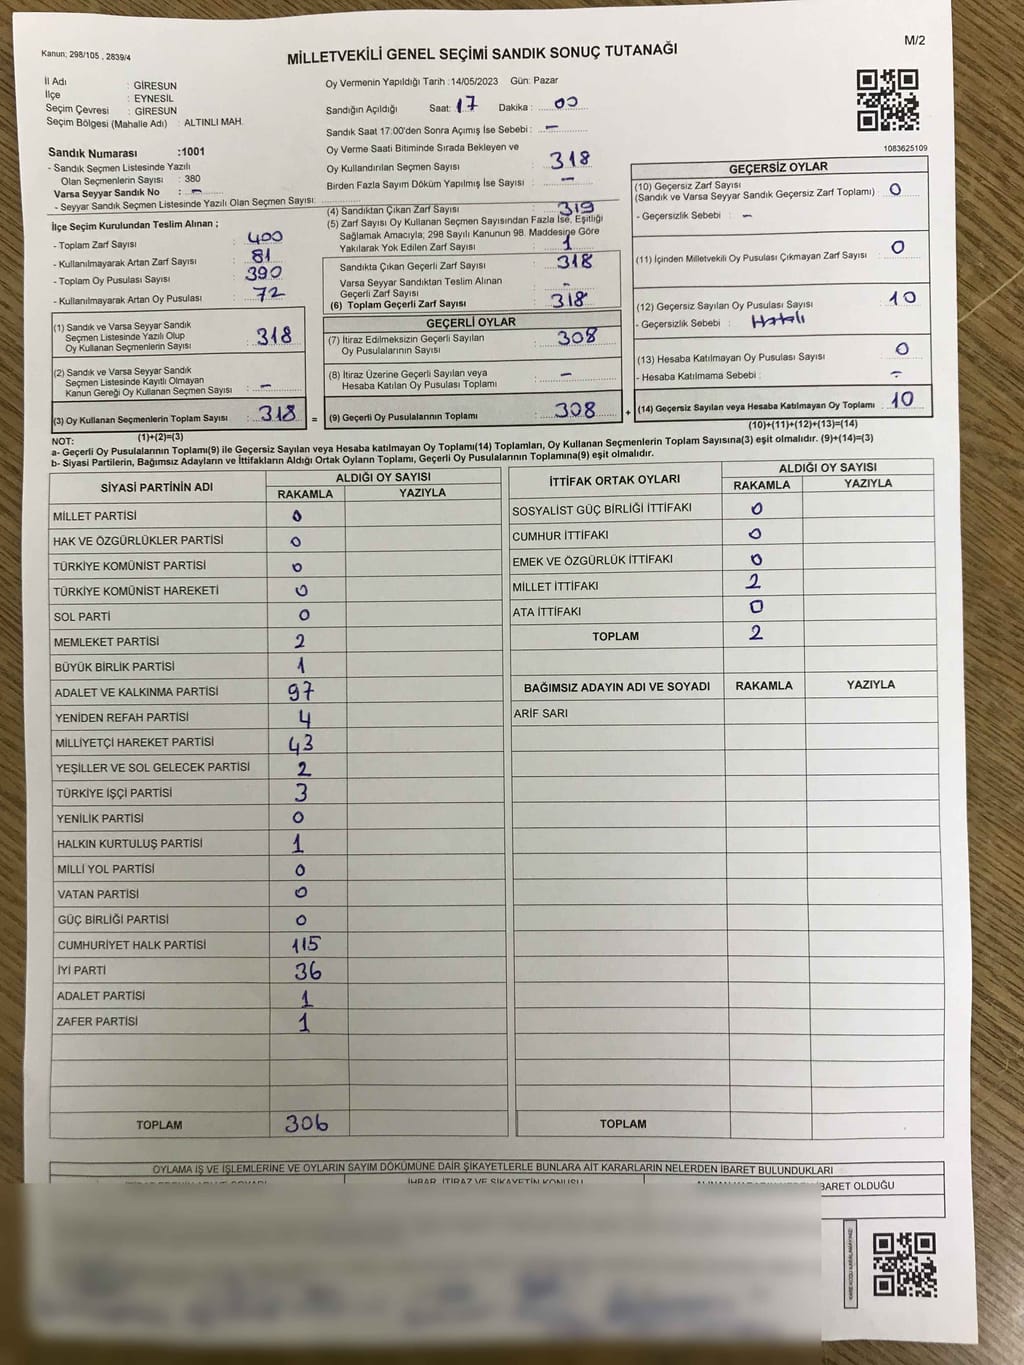 Kanun; 298/105 , 2839/4
MİLLETVEKİLİ GENEL SEÇİMİ SANDIK SONUÇ TUTANAĞI
M/2
İl Adı : GİRESUN
İlçe : EYNESİL
Seçim Çevresi : GİRESUN
Seçim Bölgesi (Mahalle Adı) : ALTINLI MAH.
Oy Vermenin Yapıldığı Tarih : 14/05/2023 Gün: Pazar
Sandığın Açıldığı Saat: 17 Dakika : 00
Sandık Saat 17:00'den Sonra Açımış İse Sebebi : –
Oy Verme Saati Bitiminde Sırada Bekleyen ve
Oy Kullandırılan Seçmen Sayısı : 318
Birden Fazla Sayım Döküm Yapılmış İse Sayısı : –
1083625109
Sandık Numarası :1001
- Sandık Seçmen Listesinde Yazılı
Olan Seçmenlerin Sayısı : 380
Varsa Seyyar Sandık No : –
- Seyyar Sandık Seçmen Listesinde Yazılı Olan Seçmen Sayısı:
İlçe Seçim Kurulundan Teslim Alınan ;
- Toplam Zarf Sayısı : 400
- Kullanılmayarak Artan Zarf Sayısı : 81
- Toplam Oy Pusulası Sayısı : 390
- Kullanılmayarak Artan Oy Pusulası : 72
(1) Sandık ve Varsa Seyyar Sandık
Seçmen Listesinde Yazılı Olup
Oy Kullanan Seçmenlerin Sayısı : 318
(2) Sandık ve Varsa Seyyar Sandık
Seçmen Listesinde Kayıtlı Olmayan
Kanun Gereği Oy Kullanan Seçmen Sayısı : –
(3) Oy Kullanan Seçmenlerin Toplam Sayısı : 318 =
(1)+(2)=(3)
(4) Sandıktan Çıkan Zarf Sayısı : 319
(5) Zarf Sayısı Oy Kullanan Seçmen Sayısından Fazla İse, Eşitliği
Sağlamak Amacıyla; 298 Sayılı Kanunun 98. Maddesine Göre
Yakılarak Yok Edilen Zarf Sayısı : 1
Sandıkta Çıkan Geçerli Zarf Sayısı : 318
Varsa Seyyar Sandıktan Teslim Alınan
Geçerli Zarf Sayısı : –
(6) Toplam Geçerli Zarf Sayısı : 318
GEÇERLİ OYLAR
(7) İtiraz Edilmeksizin Geçerli Sayılan
Oy Pusulalarının Sayısı : 308
(8) İtiraz Üzerine Geçerli Sayılan veya
Hesaba Katılan Oy Pusulası Toplamı : –
(9) Geçerli Oy Pusulalarının Toplamı : 308 +
GEÇERSİZ OYLAR
(10) Geçersiz Zarf Sayısı
(Sandık ve Varsa Seyyar Sandık Geçersiz Zarf Toplamı) : 0
- Geçersizlik Sebebi : –
(11) İçinden Milletvekili Oy Pusulası Çıkmayan Zarf Sayısı : 0
(12) Geçersiz Sayılan Oy Pusulası Sayısı : 10
- Geçersizlik Sebebi : Hatalı
(13) Hesaba Katılmayan Oy Pusulası Sayısı : 0
- Hesaba Katılmama Sebebi : –
(14) Geçersiz Sayılan veya Hesaba Katılmayan Oy Toplamı : 10
(10)+(11)+(12)+(13)=(14)
NOT:
a- Geçerli Oy Pusulalarının Toplamı(9) ile Geçersiz Sayılan veya Hesaba katılmayan Oy Toplamı(14) Toplamları, Oy Kullanan Seçmenlerin Toplam Sayısına(3) eşit olmalıdır. (9)+(14)=(3)
b- Siyasi Partilerin, Bağımsız Adayların ve İttifakların Aldığı Ortak Oyların Toplamı, Geçerli Oy Pusulalarının Toplamına(9) eşit olmalıdır.
SİYASİ PARTİNİN ADI ALDIĞI OY SAYISI
RAKAMLA YAZIYLA
MİLLET PARTİSİ 0
HAK VE ÖZGÜRLÜKLER PARTİSİ 0
TÜRKİYE KOMÜNİST PARTİSİ 0
TÜRKİYE KOMÜNİST HAREKETİ 0
SOL PARTİ 0
MEMLEKET PARTİSİ 2
BÜYÜK BİRLİK PARTİSİ 1
ADALET VE KALKINMA PARTİSİ 97
YENİDEN REFAH PARTİSİ 4
MİLLİYETÇİ HAREKET PARTİSİ 43
YEŞİLLER VE SOL GELECEK PARTİSİ 2
TÜRKİYE İŞÇİ PARTİSİ 3
YENİLİK PARTİSİ 0
HALKIN KURTULUŞ PARTİSİ 1
MİLLİ YOL PARTİSİ 0
VATAN PARTİSİ 0
GÜÇ BİRLİĞİ PARTİSİ 0
CUMHURİYET HALK PARTİSİ 115
İYİ PARTİ 36
ADALET PARTİSİ 1
ZAFER PARTİSİ 1
TOPLAM 306
İTTİFAK ORTAK OYLARI ALDIĞI OY SAYISI
RAKAMLA YAZIYLA
SOSYALİST GÜÇ BİRLİĞİ İTTİFAKI 0
CUMHUR İTTİFAKI 0
EMEK VE ÖZGÜRLÜK İTTİFAKI 0
MİLLET İTTİFAKI 2
ATA İTTİFAKI 0
TOPLAM 2
BAĞIMSIZ ADAYIN ADI VE SOYADI RAKAMLA YAZIYLA
ARİF SARI
TOPLAM
OYLAMA İŞ VE İŞLEMLERİNE VE OYLARIN SAYIM DÖKÜMÜNE DAİR ŞİKAYETLERLE BUNLARA AİT KARARLARIN NELERDEN İBARET BULUNDUKLARI
İHBAR, İTİRAZ VE ŞİKAYETİN KONUSU
İBARET OLDUĞU